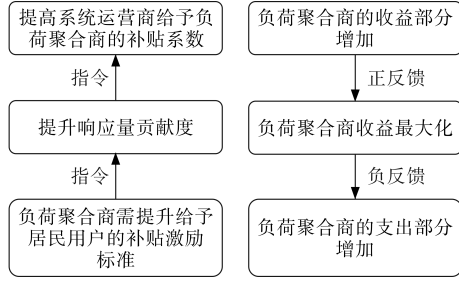 提高系统运营商给予负
荷聚合商的补贴系数
指令
提升响应量贡献度
指令
负荷聚合商需提升给予
居民用户的补贴激励
标准
负荷聚合商的收益部分
增加
正反馈
负荷聚合商收益最大化
负反馈
负荷聚合商的支出部分
增加